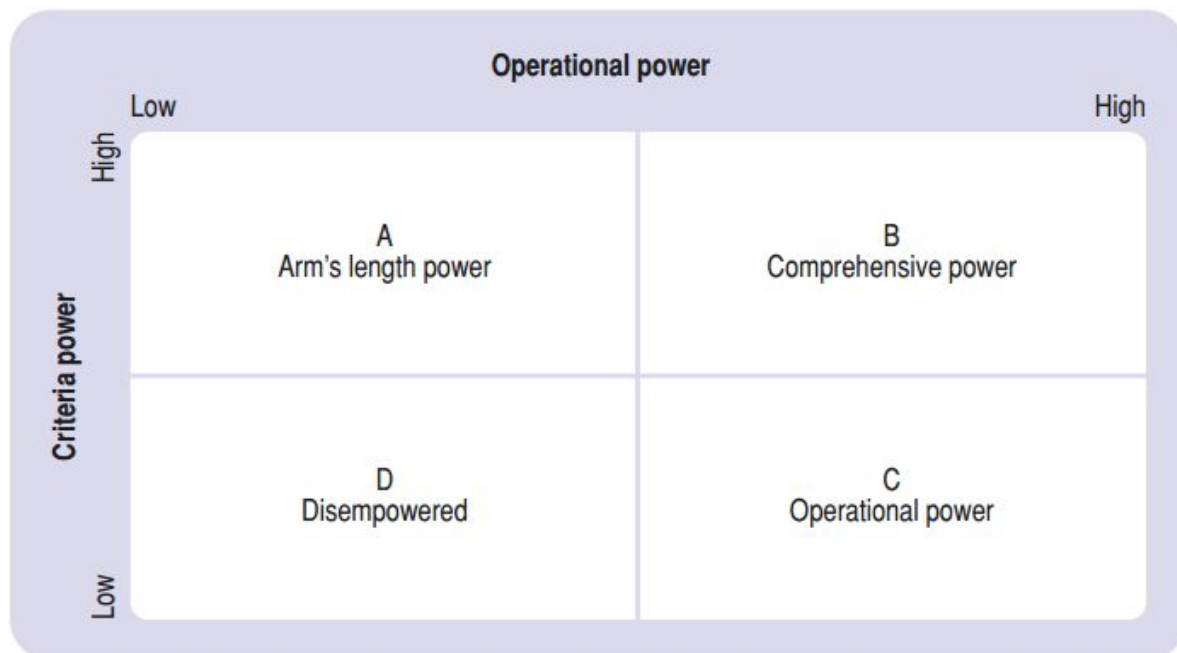 Operational power
Low
High
High
A
Arm's length power
B
Comprehensive power
Criteria power
D
Disempowered
C
Operational power
Low